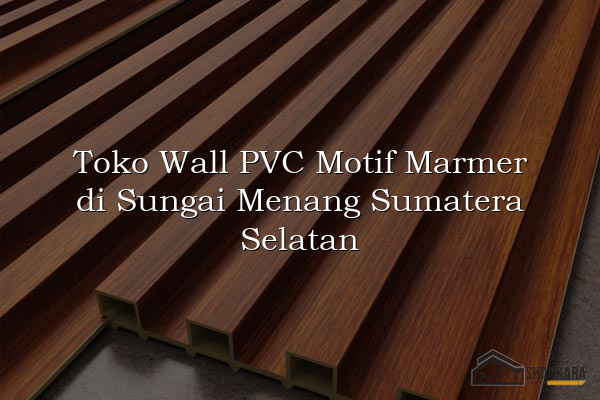 Toko Wall PVC Motif Marmer
di Sungai Menang Sumatera
Selatan